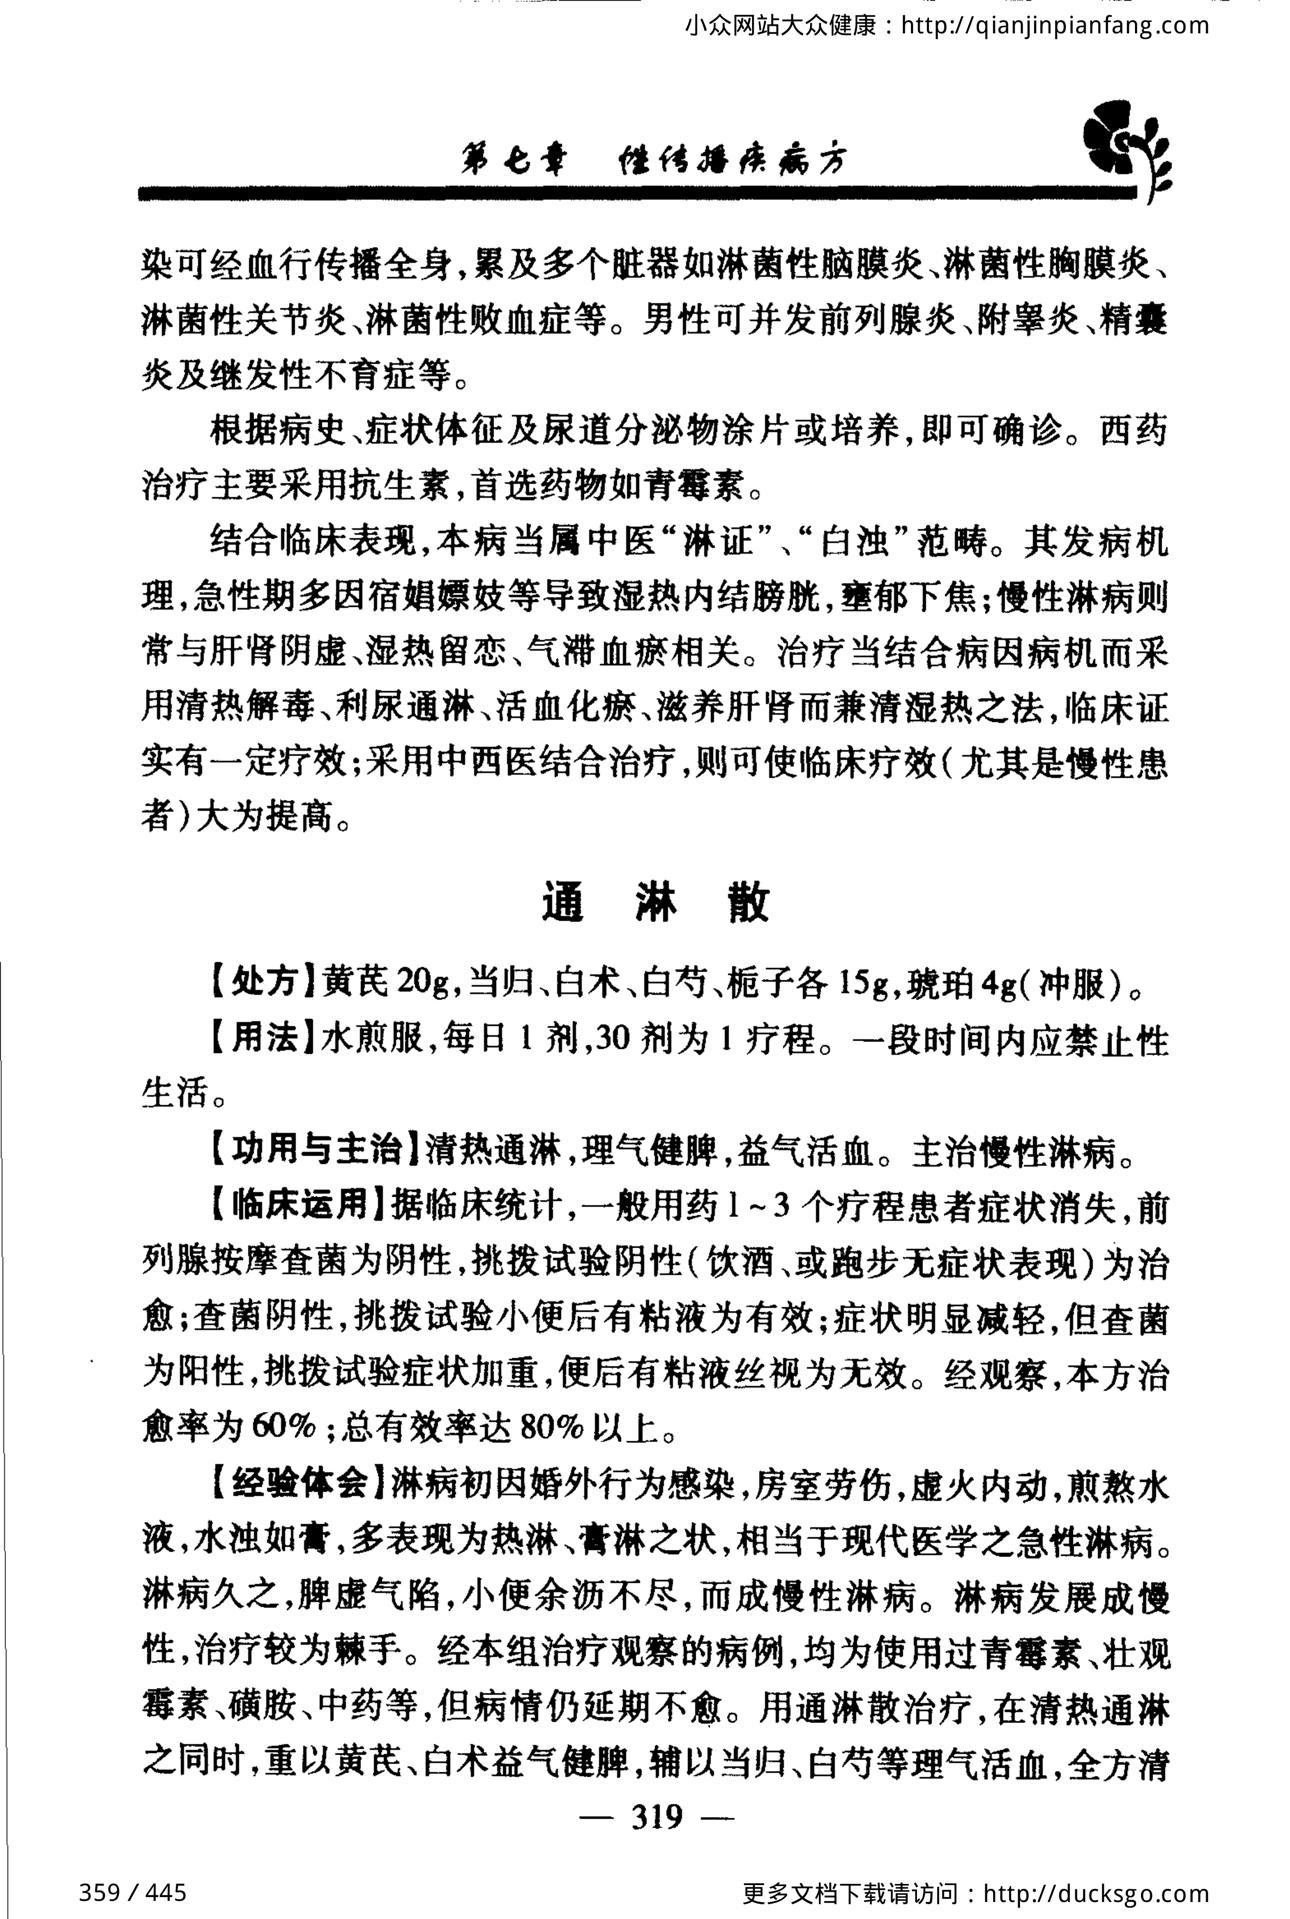 小众网站大众健康：http://qianjinpianfang.com
第七章 性传播疾病方
染可经血行传播全身，累及多个脏器如淋菌性脑膜炎、淋菌性胸膜炎、
淋菌性关节炎、淋菌性败血症等。男性可并发前列腺炎、附睾炎、精囊
炎及继发性不育症等。
根据病史、症状体征及尿道分泌物涂片或培养，即可确诊。西药
治疗主要采用抗生素，首选药物如青霉素。
结合临床表现，本病当属中医“淋证”、“白浊”范畴。其发病机
理，急性期多因宿娼嫖妓等导致湿热内结膀胱，壅郁下焦；慢性淋病则
常与肝肾阴虚、湿热留恋、气滞血瘀相关。治疗当结合病因病机而采
用清热解毒、利尿通淋、活血化瘀、滋养肝肾而兼清湿热之法，临床证
实有一定疗效；采用中西医结合治疗，则可使临床疗效（尤其是慢性患
者）大为提高。
通淋散
【处方】黄芪20g，当归、白术、白芍、栀子各15g，琥珀4g（冲服）。
【用法】水煎服，每日1剂，30剂为1疗程。一段时间内应禁止性
生活。
【功用与主治】清热通淋，理气健脾，益气活血。主治慢性淋病。
【临床运用】据临床统计，一般用药1~3个疗程患者症状消失，前
列腺按摩查菌为阴性，挑拨试验阴性（饮酒、或跑步无症状表现）为治
愈；查菌阴性，挑拨试验小便后有粘液为有效；症状明显减轻，但查菌
为阳性，挑拨试验症状加重，便后有粘液丝视为无效。经观察，本方治
愈率为60%；总有效率达80%以上。
【经验体会】淋病初因婚外行为感染，房室劳伤，虚火内动，煎熬水
液，水浊如膏，多表现为热淋、膏淋之状，相当于现代医学之急性淋病。
淋病久之，脾虚气陷，小便余沥不尽，而成慢性淋病。淋病发展成慢
性，治疗较为棘手。经本组治疗观察的病例，均为使用过青霉素、壮观
霉素、磺胺、中药等，但病情仍延期不愈。用通淋散治疗，在清热通淋
之同时，重以黄芪、白术益气健脾，辅以当归、白芍等理气活血，全方清
— 319 —
359 / 445
更多文档下载请访问：http://ducksgo.com